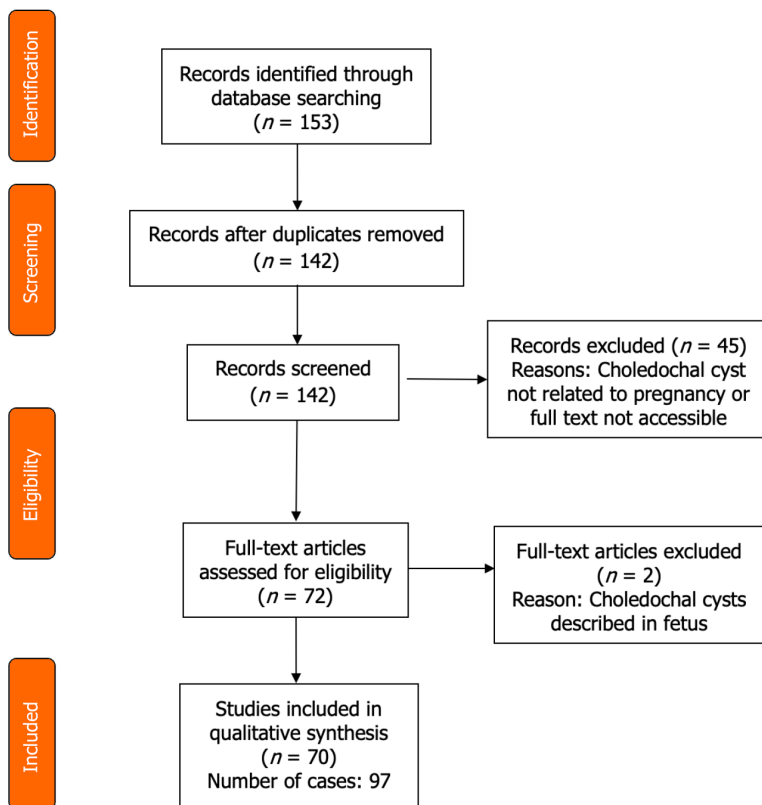 Identification
Records identified through
database searching
(n = 153)
Screening
Records after duplicates removed
(n = 142)
Records screened
(n = 142)
Records excluded (n = 45)
Reasons: Choledochal cyst
not related to pregnancy or
full text not accessible
Eligibility
Full-text articles
assessed for eligibility
(n = 72)
Full-text articles excluded
(n = 2)
Reason: Choledochal cysts
described in fetus
Included
Studies included in
qualitative synthesis
(n = 70)
Number of cases: 97